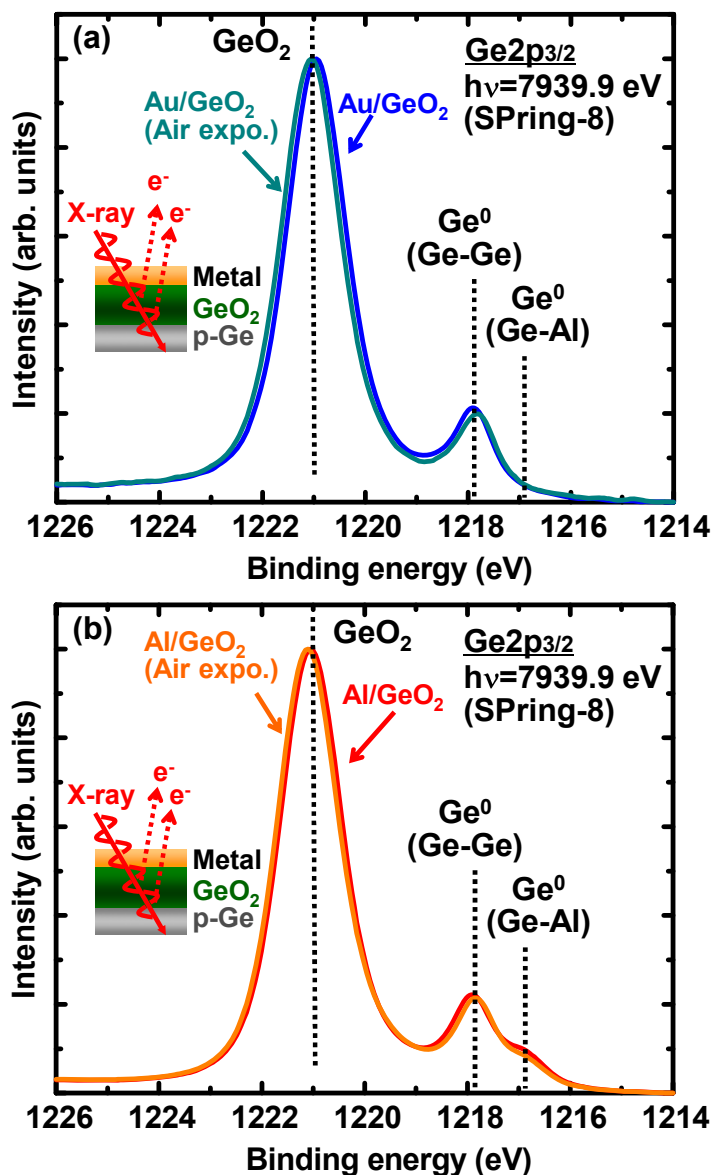 (a)
GeO₂
Ge2p3/2
hν=7939.9 eV
(SPring-8)
Au/GeO₂
(Air expo.)
Au/GeO₂
e⁻
e⁻
X-ray
Metal
GeO₂
p-Ge
Ge⁰
(Ge-Ge)
Ge⁰
(Ge-Al)
Intensity (arb. units)
1226 1224 1222 1220 1218 1216 1214
Binding energy (eV)
(b)
GeO₂
Ge2p3/2
hν=7939.9 eV
(SPring-8)
Al/GeO₂
(Air expo.)
Al/GeO₂
e⁻
e⁻
X-ray
Metal
GeO₂
p-Ge
Ge⁰
(Ge-Ge)
Ge⁰
(Ge-Al)
Intensity (arb. units)
1226 1224 1222 1220 1218 1216 1214
Binding energy (eV)